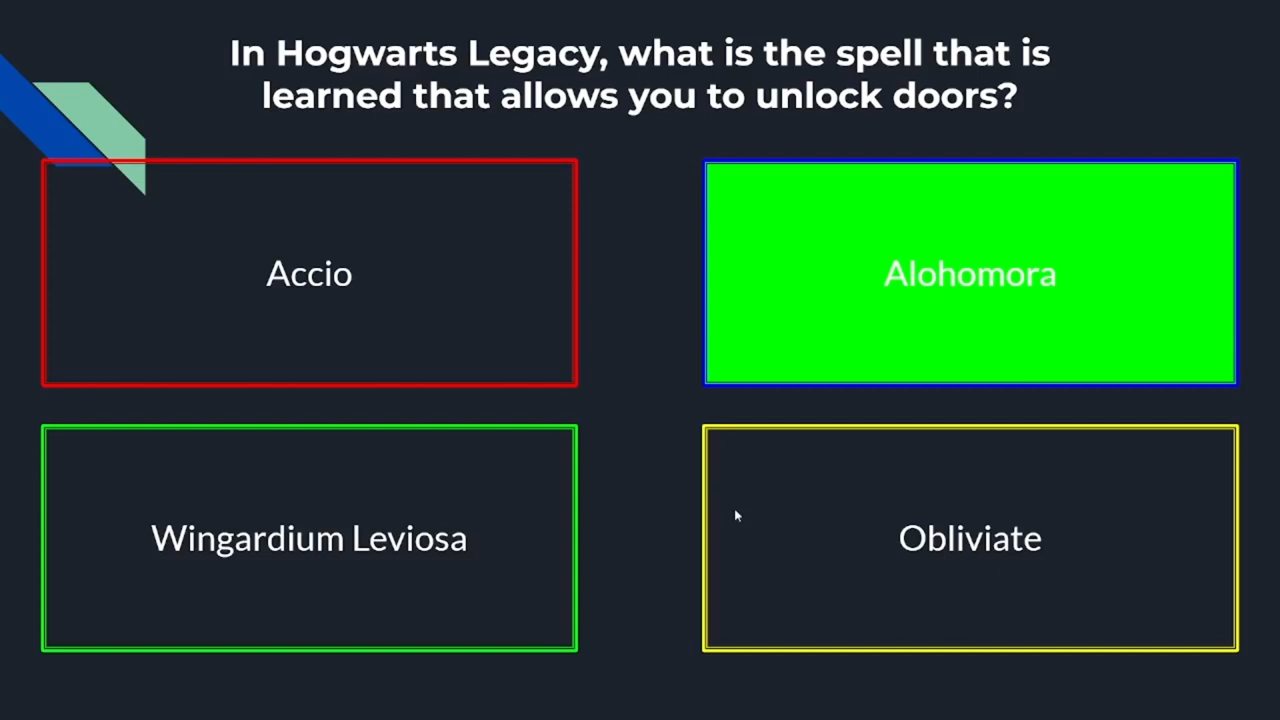 In Hogwarts Legacy, what is the spell that is
learned that allows you to unlock doors?
Accio
Alohomora
Wingardium Leviosa
Obliviate